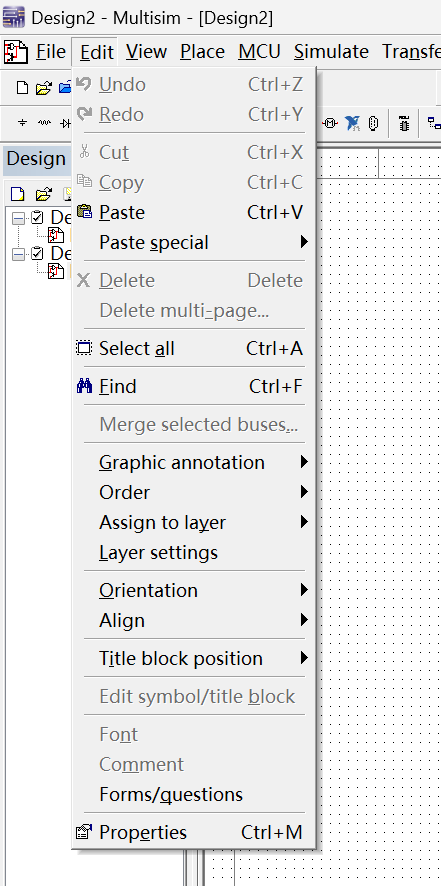 Design2 - Multisim - [Design2]
File Edit View Place MCU Simulate Transfe
Undo Ctrl+Z
Redo Ctrl+Y
Cut Ctrl+X
Copy Ctrl+C
Paste Ctrl+V
Paste special
Delete Delete
Delete multi-page...
Select all Ctrl+A
Find Ctrl+F
Merge selected buses...
Graphic annotation
Order
Assign to layer
Layer settings
Orientation
Align
Title block position
Edit symbol/title block
Font
Comment
Forms/questions
Properties Ctrl+M
Design
De
De